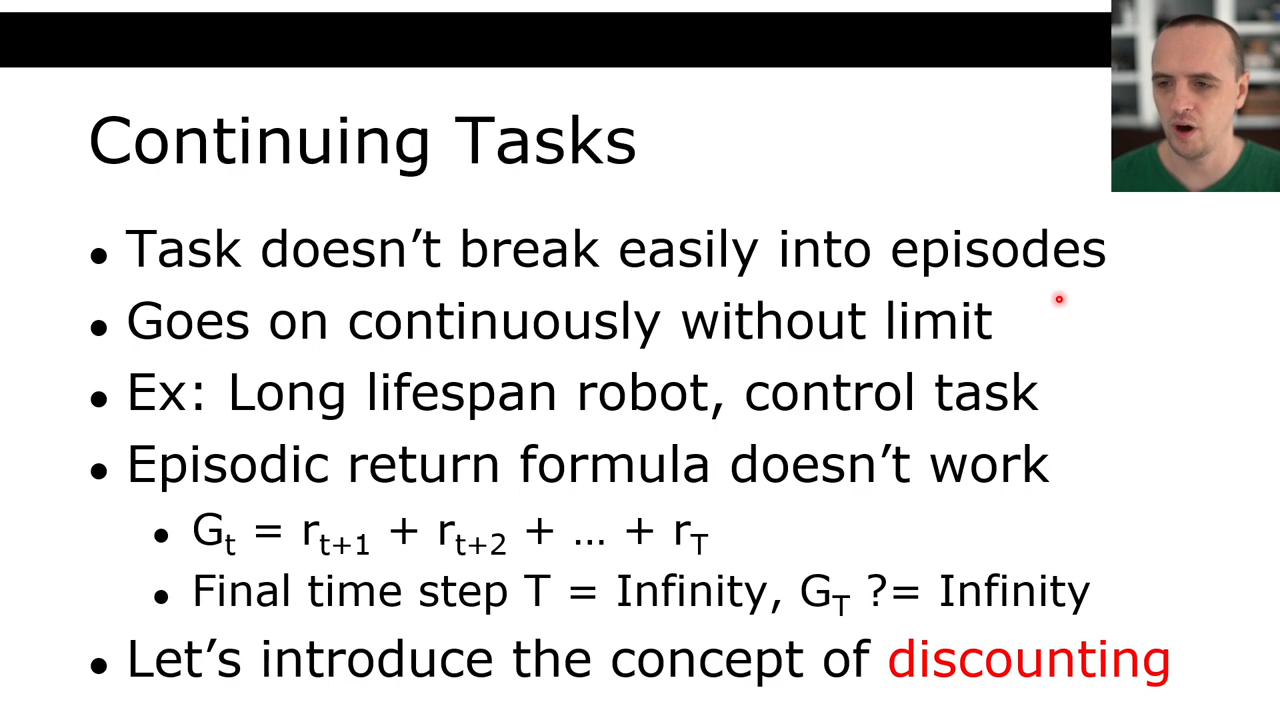 Continuing Tasks
• Task doesn’t break easily into episodes
• Goes on continuously without limit
• Ex: Long lifespan robot, control task
• Episodic return formula doesn’t work
• Gₜ = rₜ₊₁ + rₜ₊₂ + … + r_T
• Final time step T = Infinity, G_T ?= Infinity
• Let’s introduce the concept of discounting